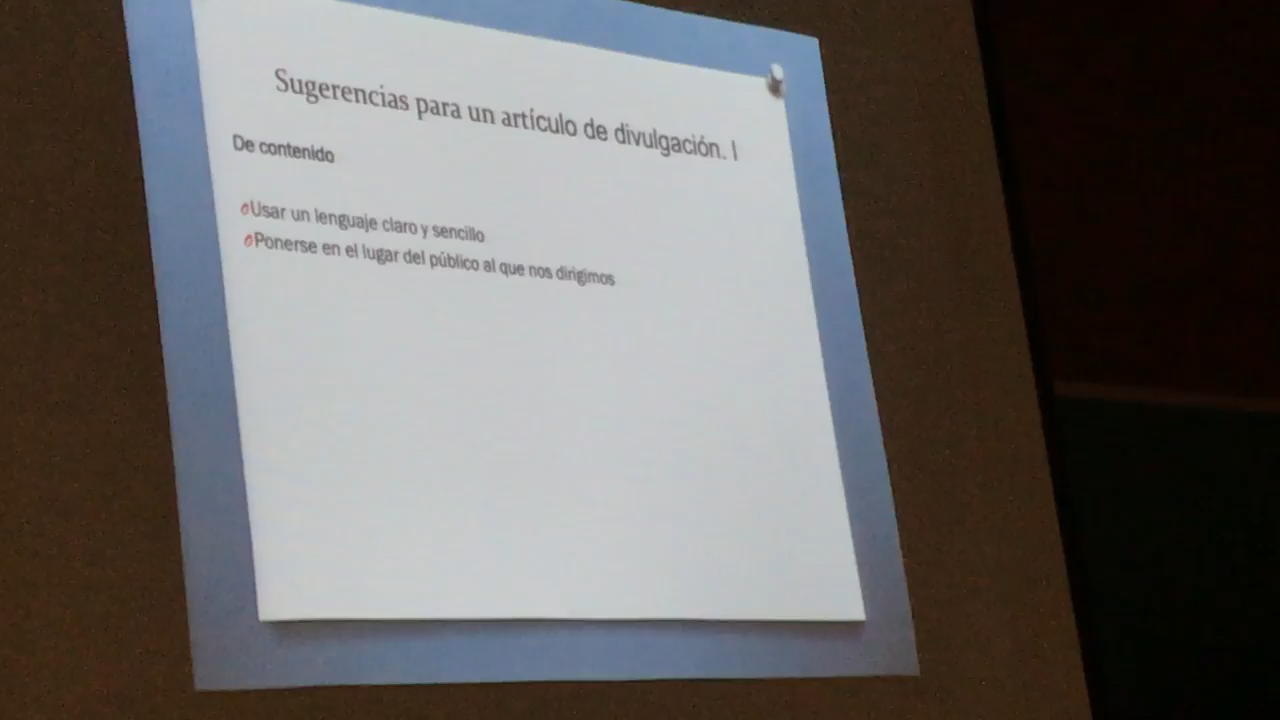 Sugerencias para un artículo de divulgación. I
De contenido
Usar un lenguaje claro y sencillo
Ponerse en el lugar del público al que nos dirigimos